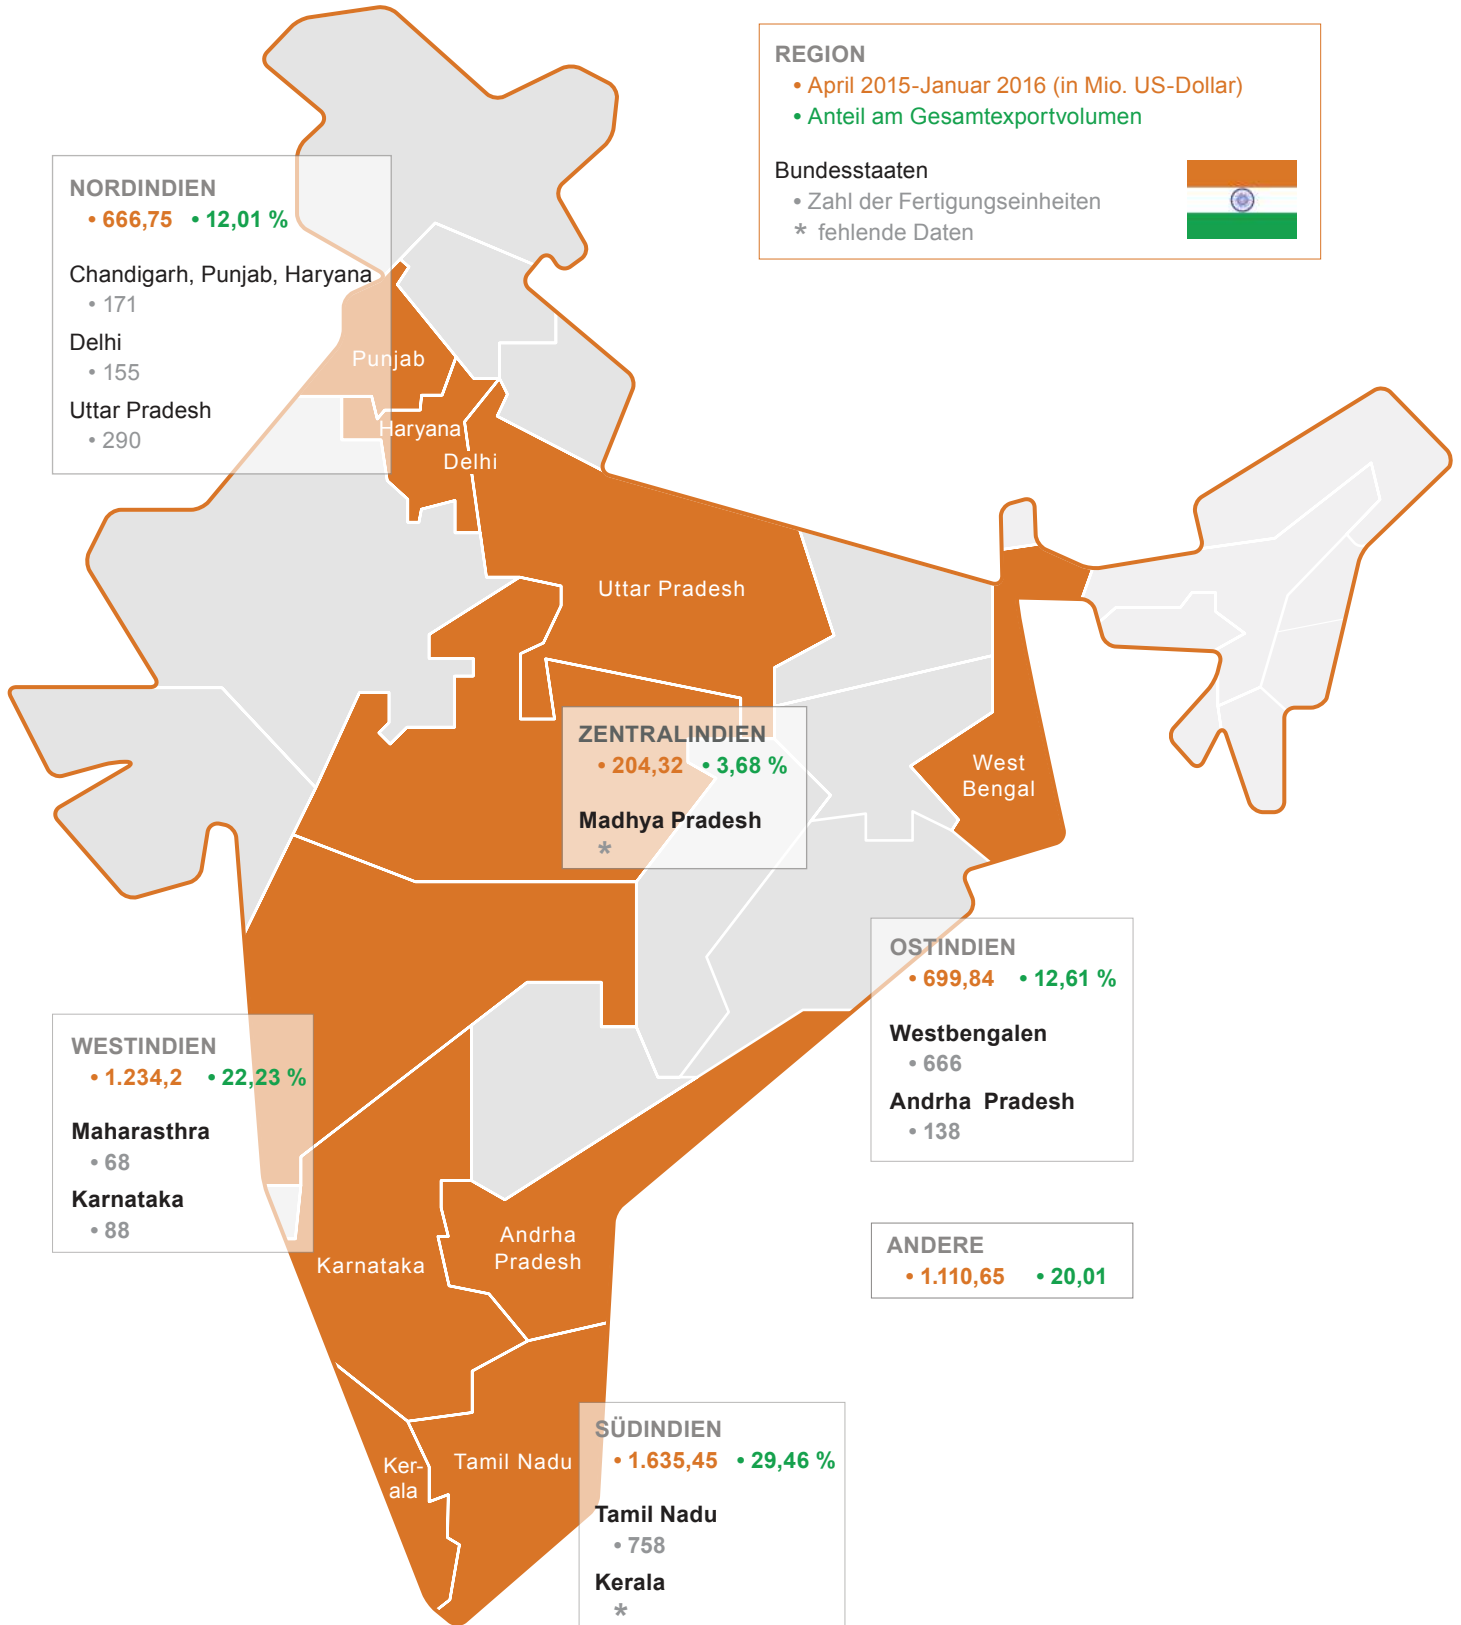 REGION
• April 2015-Januar 2016 (in Mio. US-Dollar)
• Anteil am Gesamtexportvolumen
Bundesstaaten
• Zahl der Fertigungseinheiten
* fehlende Daten
NORDINDIEN
• 666,75 • 12,01 %
Chandigarh, Punjab, Haryana
• 171
Delhi
• 155
Uttar Pradesh
• 290
Punjab
Haryana
Delhi
Uttar Pradesh
ZENTRALINDIEN
• 204,32 • 3,68 %
Madhya Pradesh
*
West
Bengal
OSTINDIEN
• 699,84 • 12,61 %
Westbengalen
• 666
Andrha Pradesh
• 138
WESTINDIEN
• 1.234,2 • 22,23 %
Maharasthra
• 68
Karnataka
• 88
Karnataka
Andrha
Pradesh
ANDERE
• 1.110,65 • 20,01
Ker-
ala
Tamil Nadu
SÜDINDIEN
• 1.635,45 • 29,46 %
Tamil Nadu
• 758
Kerala
*